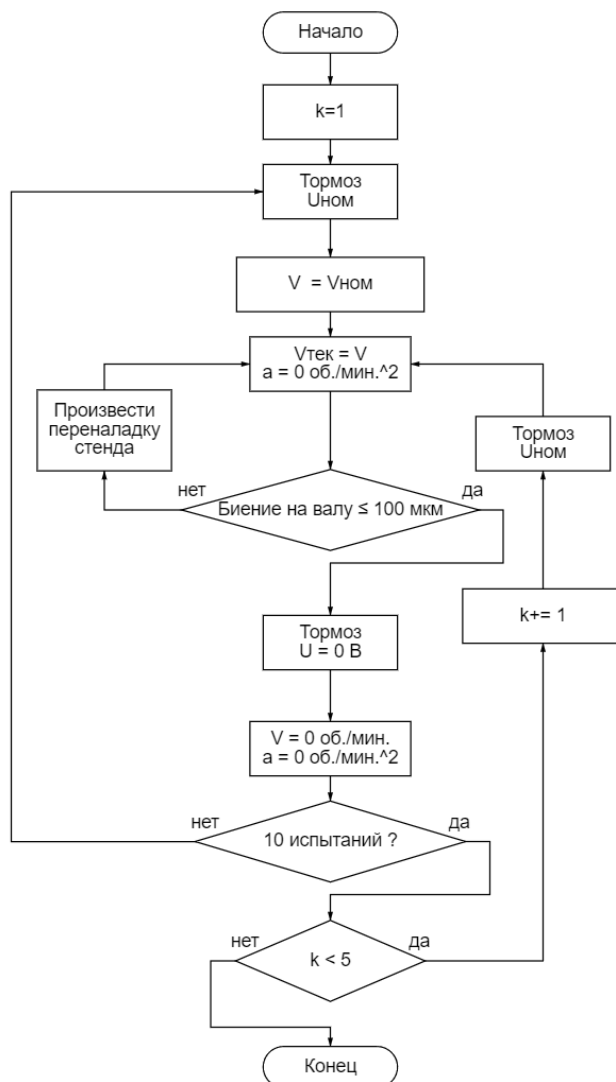 Начало
k=1
Тормоз
Uном
V = Vном
Vтек = V
a = 0 об./мин.^2
Произвести
переналадку
стенда
Тормоз
Uном
нет
Биение на валу ≤ 100 мкм
да
Тормоз
U = 0 В
k+= 1
V = 0 об./мин.
a = 0 об./мин.^2
нет
10 испытаний ?
да
нет
k < 5
да
Конец